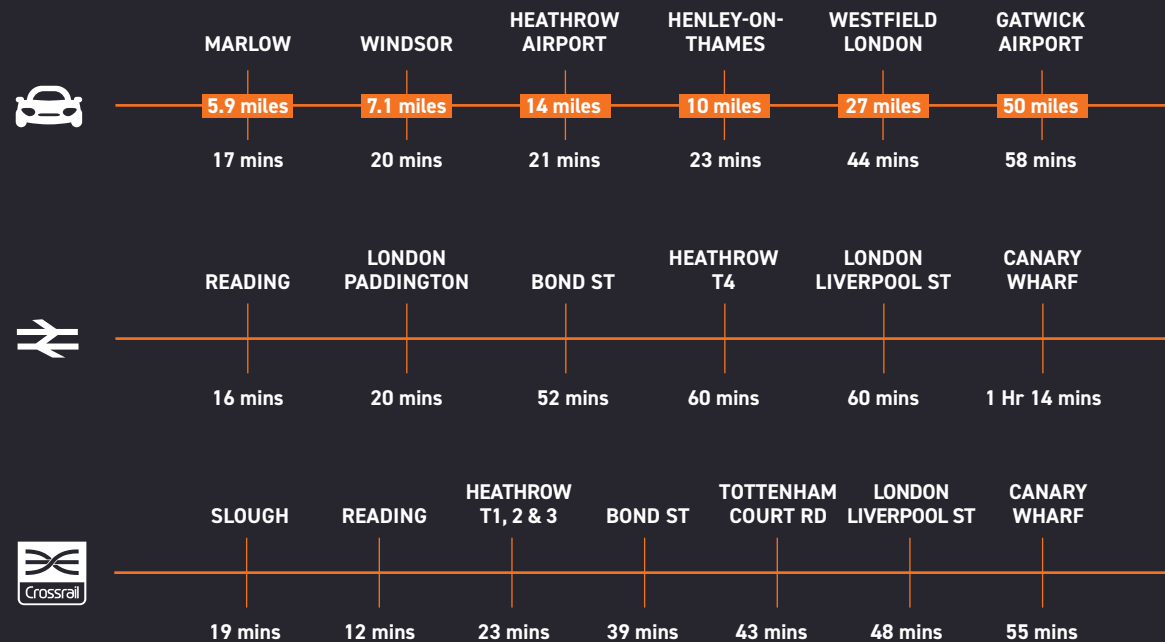 MARLOW
WINDSOR
HEATHROW
AIRPORT
HENLEY-ON-
THAMES
WESTFIELD
LONDON
GATWICK
AIRPORT
5.9 miles
7.1 miles
14 miles
10 miles
27 miles
50 miles
17 mins
20 mins
21 mins
23 mins
44 mins
58 mins
READING
LONDON
PADDINGTON
BOND ST
HEATHROW
T4
LONDON
LIVERPOOL ST
CANARY
WHARF
16 mins
20 mins
52 mins
60 mins
60 mins
1 Hr 14 mins
SLOUGH
READING
HEATHROW
T1, 2 & 3
BOND ST
TOTTENHAM
COURT RD
LONDON
LIVERPOOL ST
CANARY
WHARF
Crossrail
19 mins
12 mins
23 mins
39 mins
43 mins
48 mins
55 mins